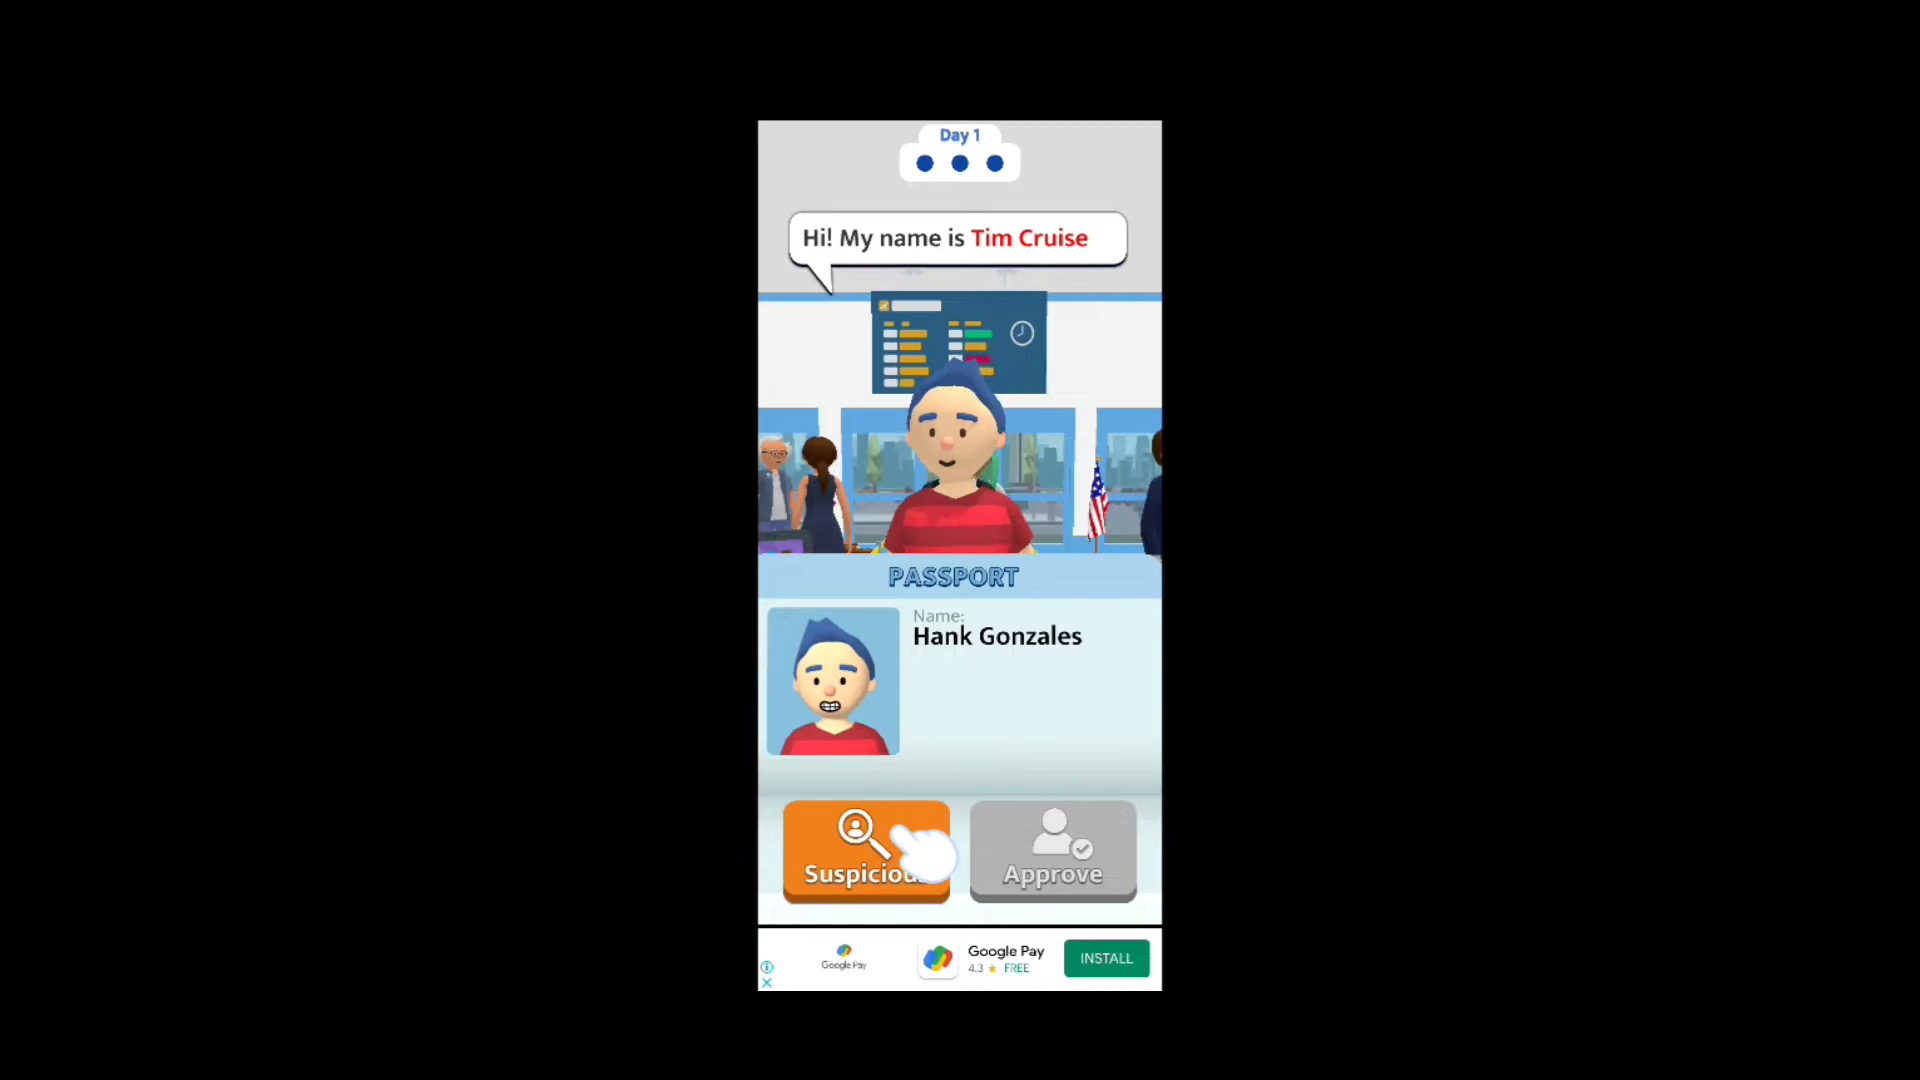 Day 1
Hi! My name is Tim Cruise
PASSPORT
Name:
Hank Gonzales
Suspicio
Approve
Google Pay
Google Pay
4.3 ★ FREE
INSTALL